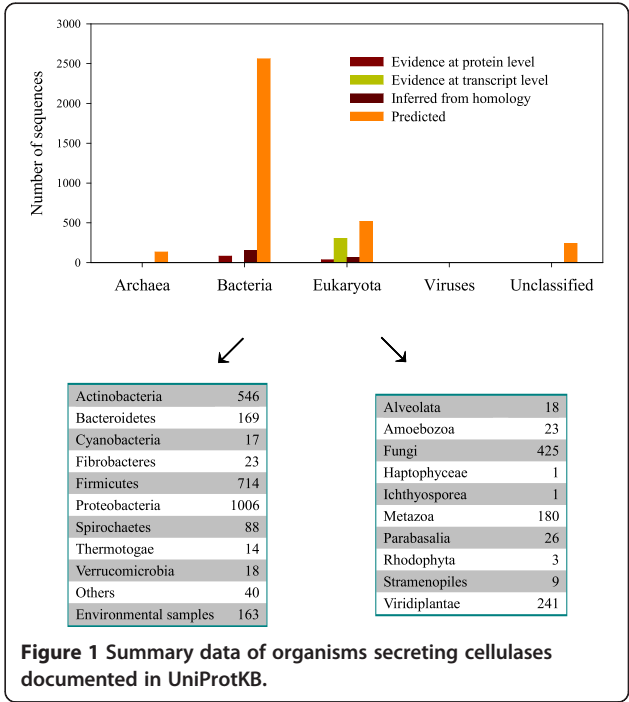 3000
2500
2000
1500
1000
500
0
Number of sequences
Evidence at protein level
Evidence at transcript level
Inferred from homology
Predicted
Archaea Bacteria Eukaryota Viruses Unclassified
Actinobacteria 546
Bacteroidetes 169
Cyanobacteria 17
Fibrobacteres 23
Firmicutes 714
Proteobacteria 1006
Spirochaetes 88
Thermotogae 14
Verrucomicrobia 18
Others 40
Environmental samples 163
Alveolata 18
Amoebozoa 23
Fungi 425
Haptophyceae 1
Ichthyosporea 1
Metazoa 180
Parabasalia 26
Rhodophyta 3
Stramenopiles 9
Viridiplantae 241
Figure 1 Summary data of organisms secreting cellulases
documented in UniProtKB.